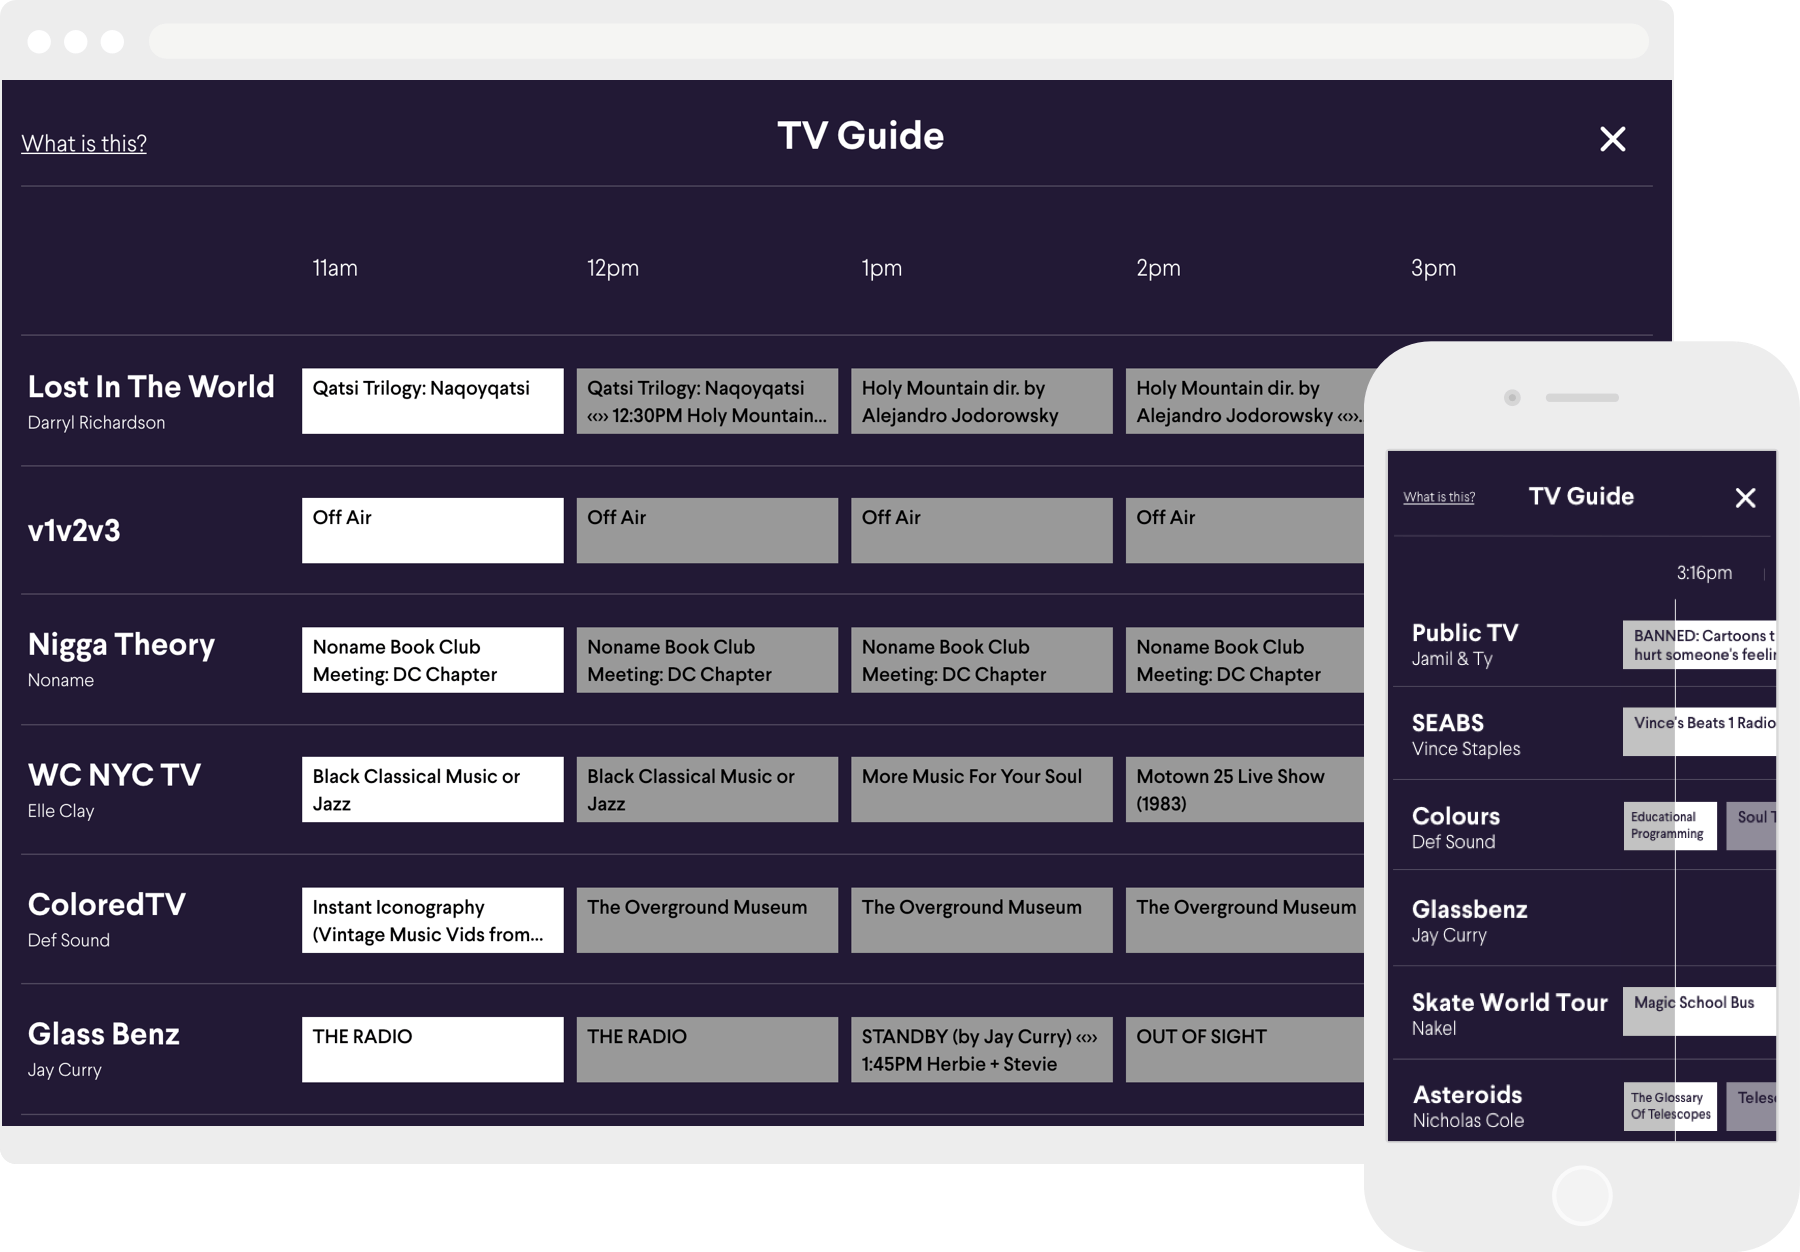 What is this?
TV Guide
11am
12pm
1pm
2pm
3pm
Lost In The World
Darryl Richardson
Qatsi Trilogy: Naqoyqatsi
Qatsi Trilogy: Naqoyqatsi
«‹›» 12:30PM Holy Mountain...
Holy Mountain dir. by
Alejandro Jodorowsky
Holy Mountain dir. by
Alejandro Jodorowsky «‹›».
v1v2v3
Off Air
Off Air
Off Air
Off Air
Nigga Theory
Noname
Noname Book Club
Meeting: DC Chapter
Noname Book Club
Meeting: DC Chapter
Noname Book Club
Meeting: DC Chapter
Noname Book Club
Meeting: DC Chapter
WC NYC TV
Elle Clay
Black Classical Music or
Jazz
Black Classical Music or
Jazz
More Music For Your Soul
Motown 25 Live Show
(1983)
ColoredTV
Def Sound
Instant Iconography
(Vintage Music Vids from...
The Overground Museum
The Overground Museum
The Overground Museum
Glass Benz
Jay Curry
THE RADIO
THE RADIO
STANDBY (by Jay Curry) «‹›»
1:45PM Herbie + Stevie
OUT OF SIGHT
What is this?
TV Guide
3:16pm
Public TV
Jamil & Ty
BANNED: Cartoons t
hurt someone's feelin
SEABS
Vince Staples
Vince's Beats 1 Radio
Colours
Def Sound
Educational
Programming
Soul T
Glassbenz
Jay Curry
Skate World Tour
Nakel
Magic School Bus
Asteroids
Nicholas Cole
The Glossary
Of Telescopes
Teles